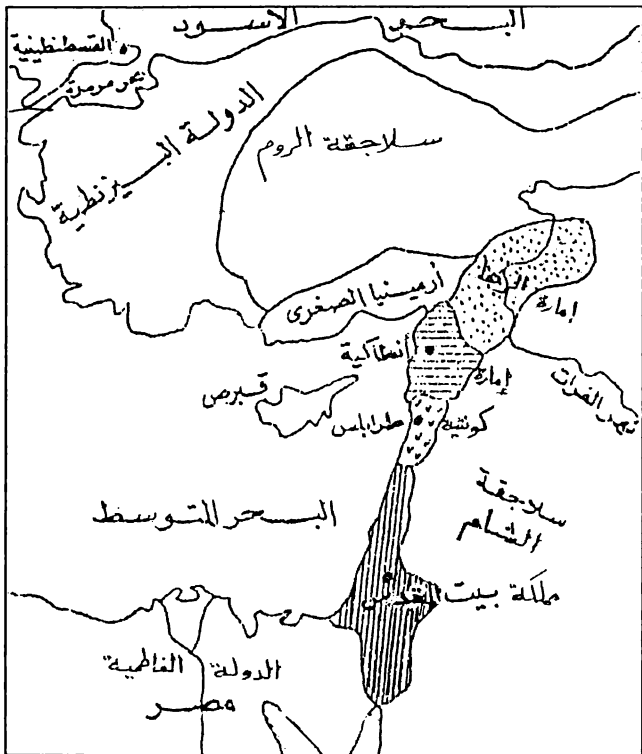 البحر الأسود
القسطنطينية
بحر مرمرة
الدولة البيزنطية
سلاجقة الروم
أرمينيا الصغرى
الرها
إمارة
أنطاكية
إمارة
نهر الفرات
قبرص
طرابلس
كونتية
سلاجقة
الشام
البحر المتوسط
مملكة بيت المقدس
الدولة الفاطمية
مصر